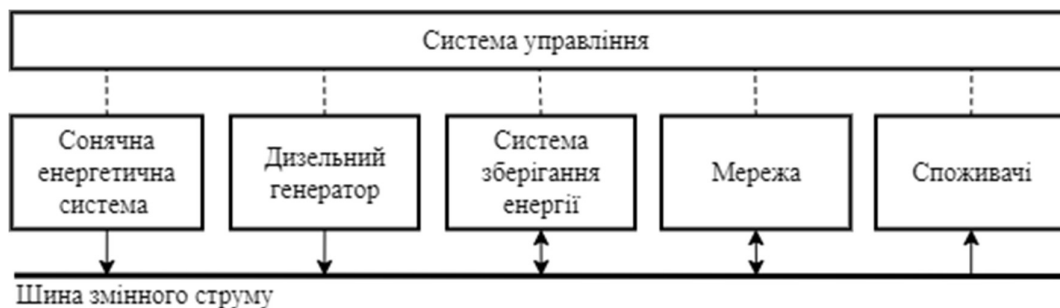 Система управління
Сонячна
енергетична
система
Дизельний
генератор
Система
зберігання
енергії
Мережа
Споживачі
Шина змінного струму